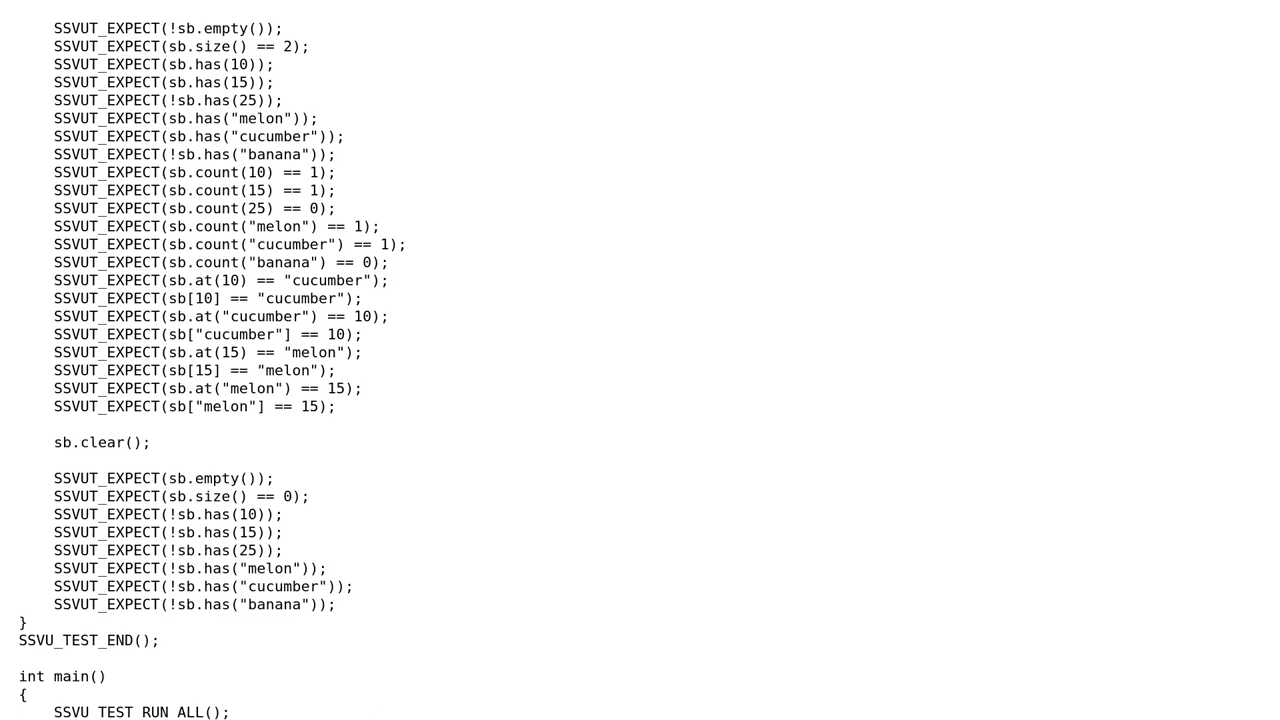 SSVUT_EXPECT(!sb.empty());
SSVUT_EXPECT(sb.size() == 2);
SSVUT_EXPECT(sb.has(10));
SSVUT_EXPECT(sb.has(15));
SSVUT_EXPECT(!sb.has(25));
SSVUT_EXPECT(sb.has("melon"));
SSVUT_EXPECT(sb.has("cucumber"));
SSVUT_EXPECT(!sb.has("banana"));
SSVUT_EXPECT(sb.count(10) == 1);
SSVUT_EXPECT(sb.count(15) == 1);
SSVUT_EXPECT(sb.count(25) == 0);
SSVUT_EXPECT(sb.count("melon") == 1);
SSVUT_EXPECT(sb.count("cucumber") == 1);
SSVUT_EXPECT(sb.count("banana") == 0);
SSVUT_EXPECT(sb.at(10) == "cucumber");
SSVUT_EXPECT(sb[10] == "cucumber");
SSVUT_EXPECT(sb.at("cucumber") == 10);
SSVUT_EXPECT(sb["cucumber"] == 10);
SSVUT_EXPECT(sb.at(15) == "melon");
SSVUT_EXPECT(sb[15] == "melon");
SSVUT_EXPECT(sb.at("melon") == 15);
SSVUT_EXPECT(sb["melon"] == 15);
sb.clear();
SSVUT_EXPECT(sb.empty());
SSVUT_EXPECT(sb.size() == 0);
SSVUT_EXPECT(!sb.has(10));
SSVUT_EXPECT(!sb.has(15));
SSVUT_EXPECT(!sb.has(25));
SSVUT_EXPECT(!sb.has("melon"));
SSVUT_EXPECT(!sb.has("cucumber"));
SSVUT_EXPECT(!sb.has("banana"));
}
SSVU_TEST_END();
int main()
{
SSVU_TEST_RUN_ALL();